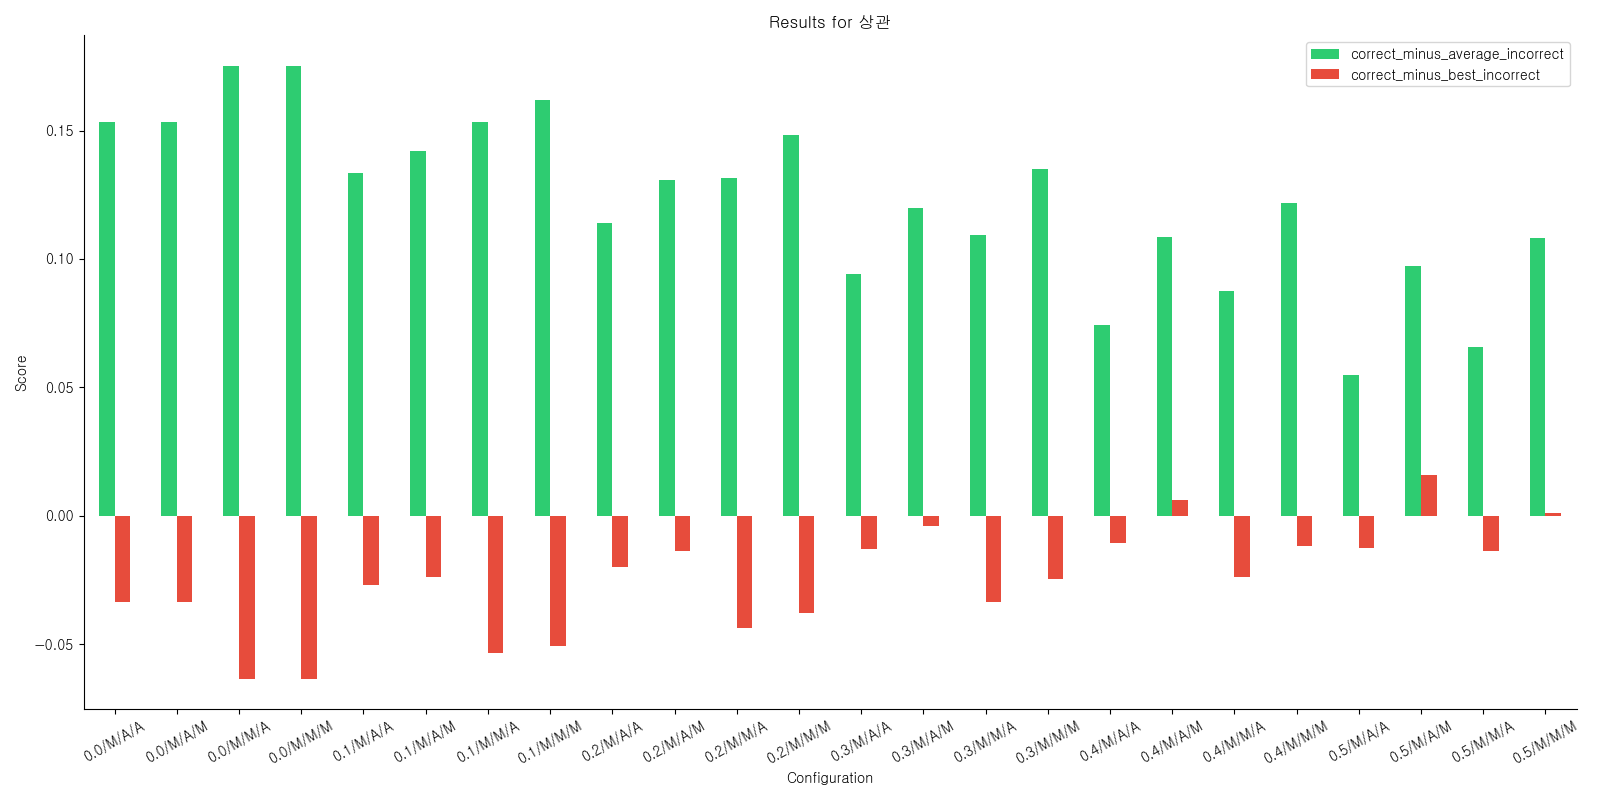 Results for 상관
correct_minus_average_incorrect
correct_minus_best_incorrect
Score
0.15
0.10
0.05
0.00
−0.05
0.0/M/A/A
0.0/M/A/M
0.0/M/M/A
0.0/M/M/M
0.1/M/A/A
0.1/M/A/M
0.1/M/M/A
0.1/M/M/M
0.2/M/A/A
0.2/M/A/M
0.2/M/M/A
0.2/M/M/M
0.3/M/A/A
0.3/M/A/M
0.3/M/M/A
0.3/M/M/M
0.4/M/A/A
0.4/M/A/M
0.4/M/M/A
0.4/M/M/M
0.5/M/A/A
0.5/M/A/M
0.5/M/M/A
0.5/M/M/M
Configuration